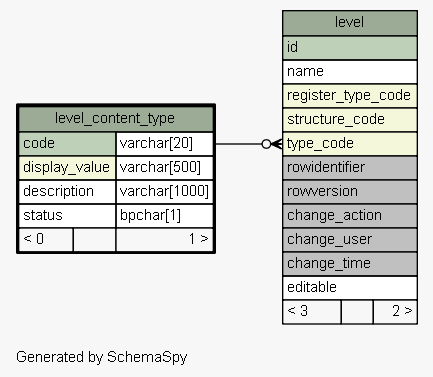 level
id
name
register_type_code
structure_code
type_code
rowidentifier
rowversion
change_action
change_user
change_time
editable
< 3 2 >
level_content_type
code varchar[20]
display_value varchar[500]
description varchar[1000]
status bpchar[1]
< 0 1 >
Generated by SchemaSpy